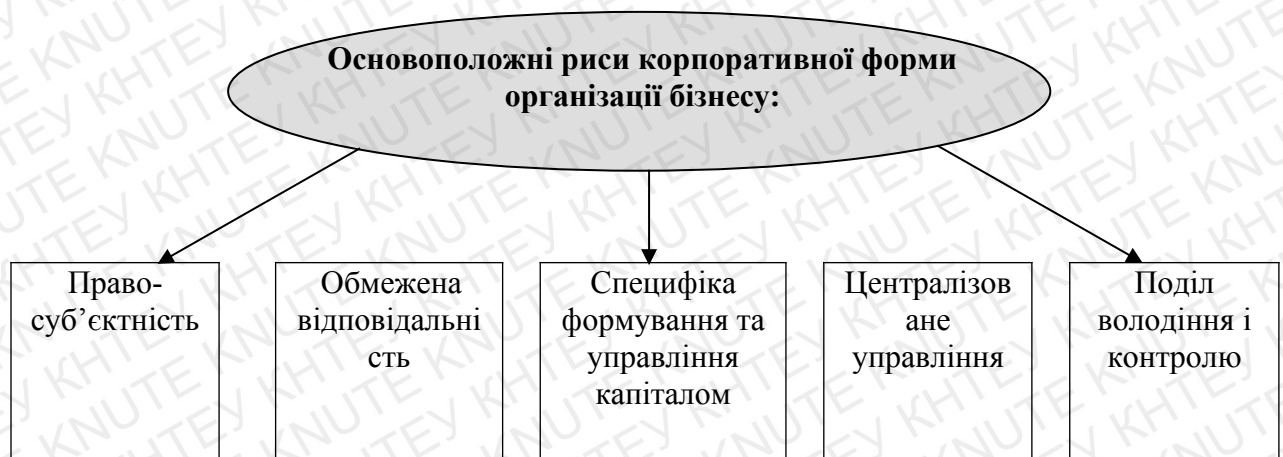 Основоположні риси корпоративної форми
організації бізнесу:
Право-
суб’єктність
Обмежена
відповідальні
сть
Специфіка
формування та
управління
капіталом
Централізов
ане
управління
Поділ
володіння і
контролю